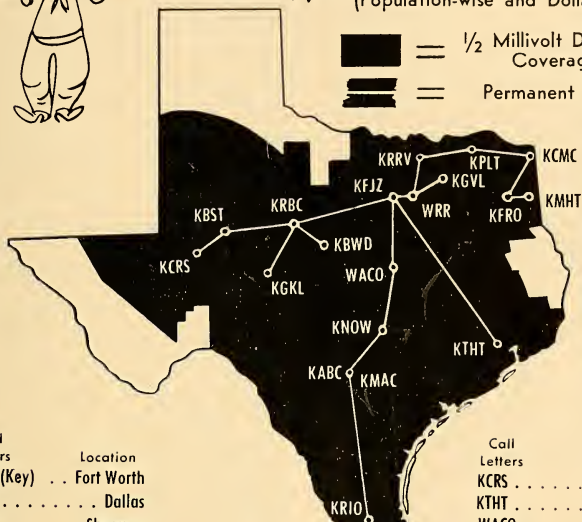 (Population-wise and Doll
1/2 Millivolt D
Coverag
Permanent
KRRV
KPLT
KCMC
KFJZ
KGVL
KRBC
WRR
KFRO
KMHT
KBST
KBWD
KCRS
KGKL
WACO
KNOW
KTHT
KABC
KMAC
KRIO
rs
Location
(Key) . . Fort Worth
. . . . . . . . Dallas
Call
Letters
KCRS . . . . .
KTHT . . . . .